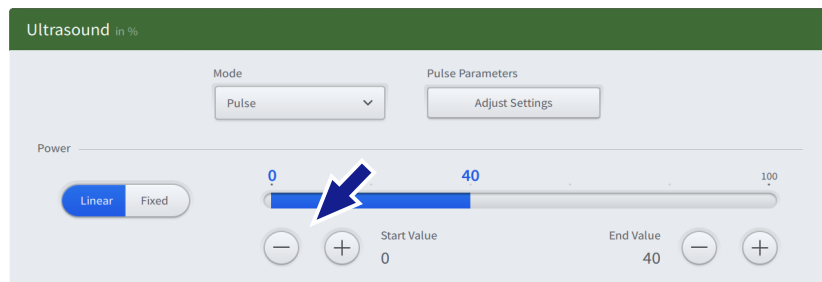 Ultrasound in %
Mode
Pulse Parameters
Pulse
Adjust Settings
Power
Linear
Fixed
0
40
100
Start Value
0
End Value
40